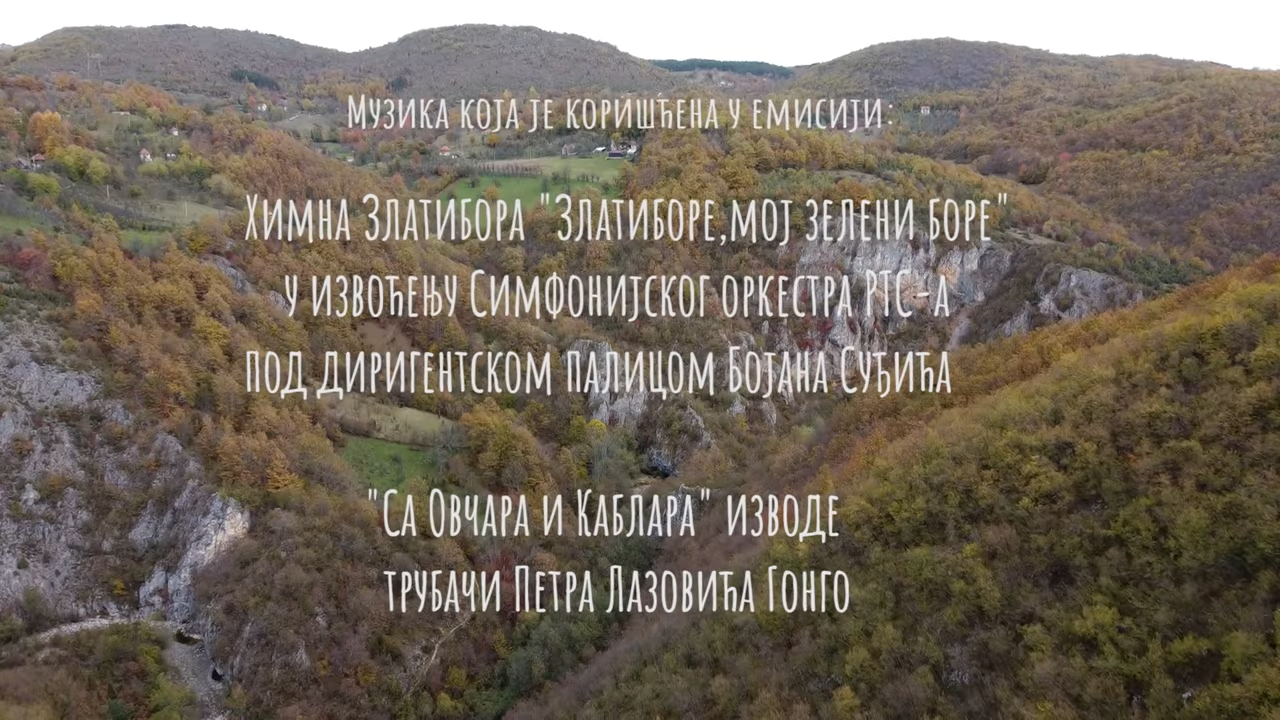 Музика која је коришћена у емисији:
Химна Златибора "Златиборе,мој зелени боре"
у извођењу Симфонијског оркестра РТС-а
под диригентском палицом Бојана Суђића
"Са Овчара и Каблара" изводе
трубачи Петра Лазовића Гонго